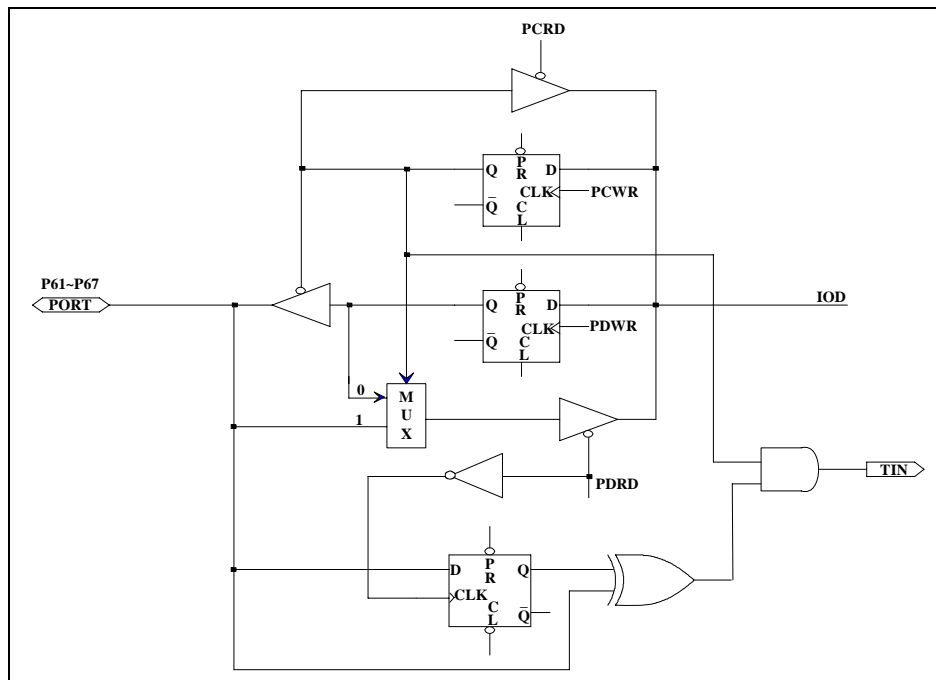 PCRD
Q
P
R
D
CLK
PCWR
Q̅
C
L
P61~P67
PORT
Q
P
R
D
IOD
CLK
PDWR
Q̅
C
L
0
M
U
X
1
PDRD
TIN
D
P
R
Q
CLK
C
L
Q̅